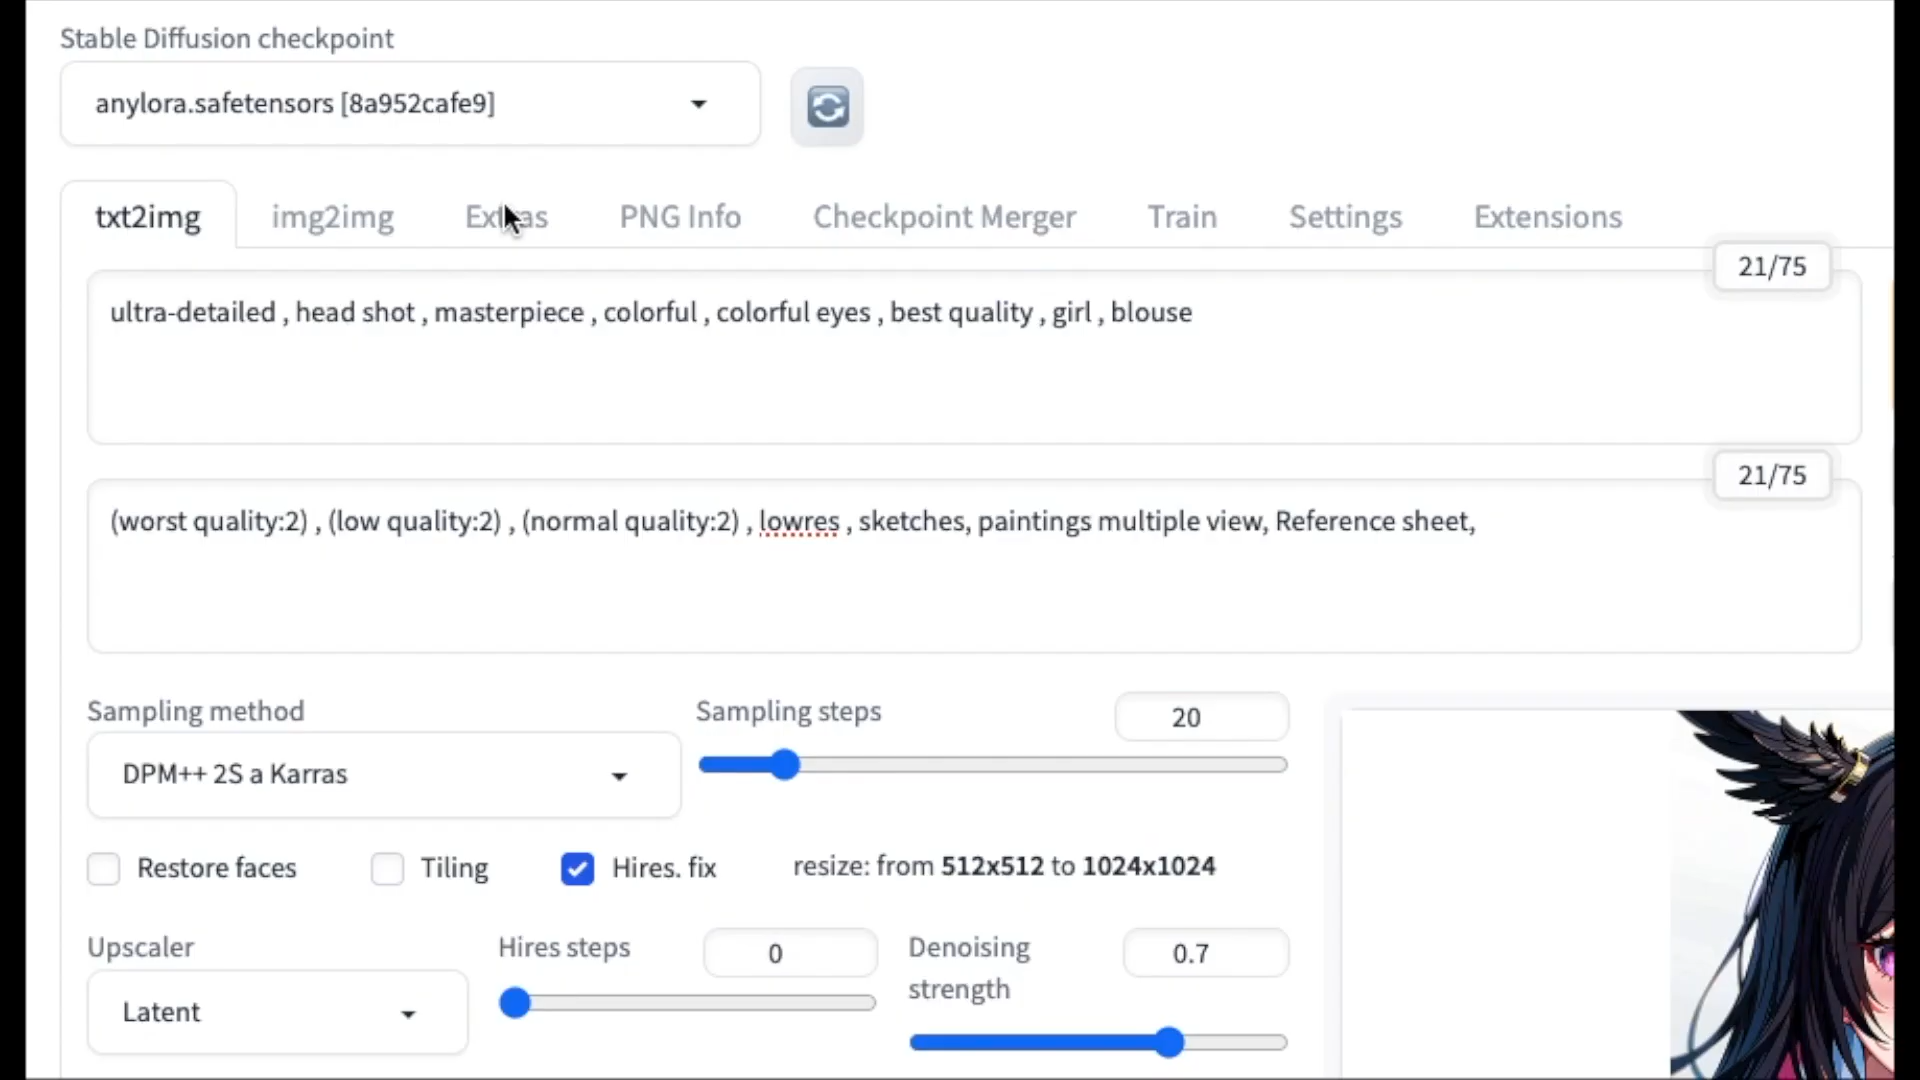 Stable Diffusion checkpoint
anylora.safetensors [8a952cafe9]
txt2img img2img Extras PNG Info Checkpoint Merger Train Settings Extensions
21/75
ultra-detailed , head shot , masterpiece , colorful , colorful eyes , best quality , girl , blouse
21/75
(worst quality:2) , (low quality:2) , (normal quality:2) , lowres , sketches, paintings multiple view, Reference sheet,
Sampling method Sampling steps 20
DPM++ 2S a Karras
Restore faces Tiling Hires. fix resize: from 512x512 to 1024x1024
Upscaler Hires steps 0 Denoising strength 0.7
Latent